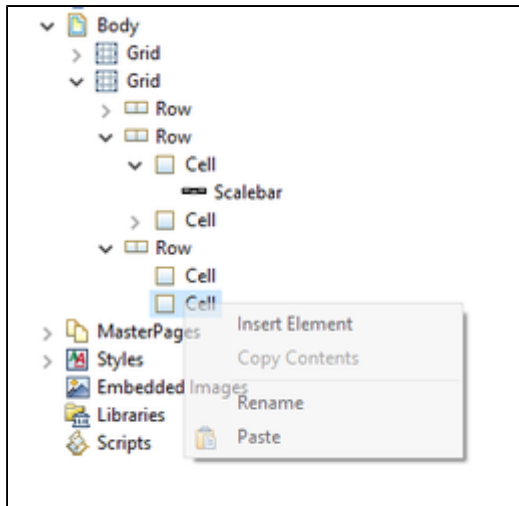 Body
Grid
Grid
Row
Row
Cell
Scalebar
Cell
Row
Cell
Cell
MasterPages
Styles
Embedded Images
Libraries
Scripts
Insert Element
Copy Contents
Rename
Paste